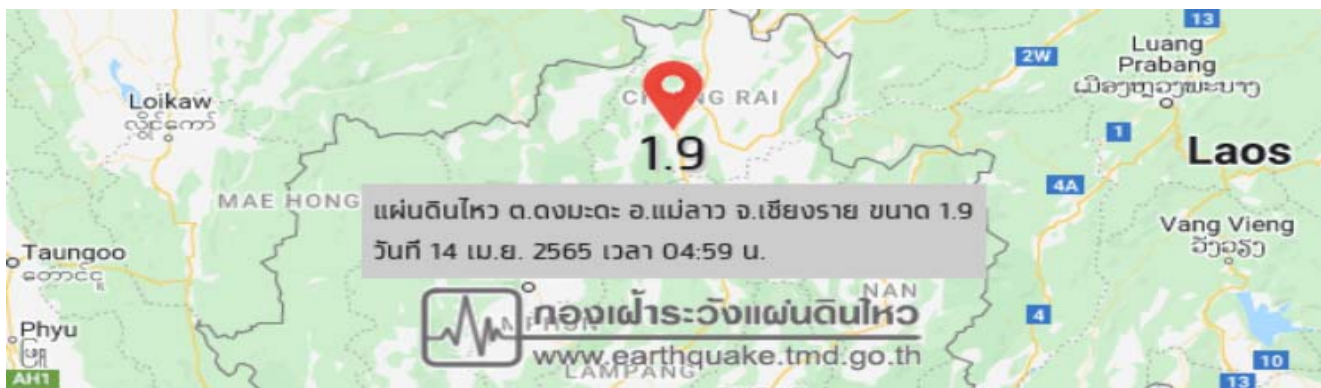 13
Luang
2W
Prabang
ເມືອງຫຼວງພະບາງ
Loikaw
လွိုင်ကော်
CHIANG RAI
1
1.9
Laos
4A
MAE HONG
แผ่นดินไหว ต.ดงมะดะ อ.แม่ลาว จ.เชียงราย ขนาด 1.9
วันที่ 14 เม.ย. 2565 เวลา 04:59 น.
Vang Vieng
ວັງວຽງ
Taungoo
တောင်ငူ
NAN
กองเฝ้าระวังแผ่นดินไหว
4
Phyu
ဖြူး
www.earthquake.tmd.go.th
LAMPANG
10
AH1
13